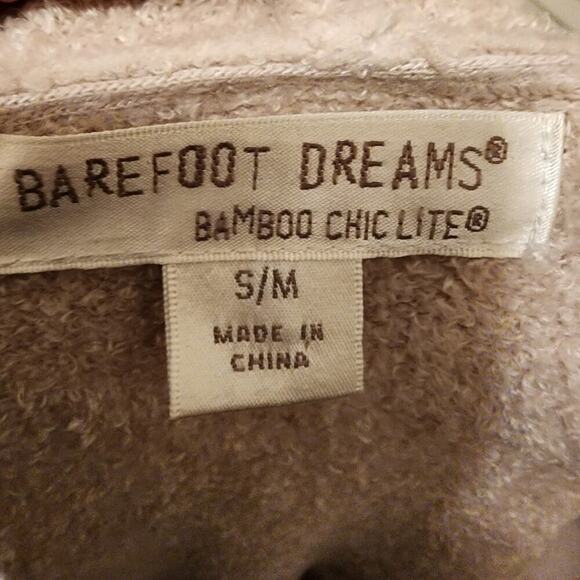 BAREFOOT DREAMS®
BAMBOO CHIC LITE®
S/M
MADE IN
CHINA